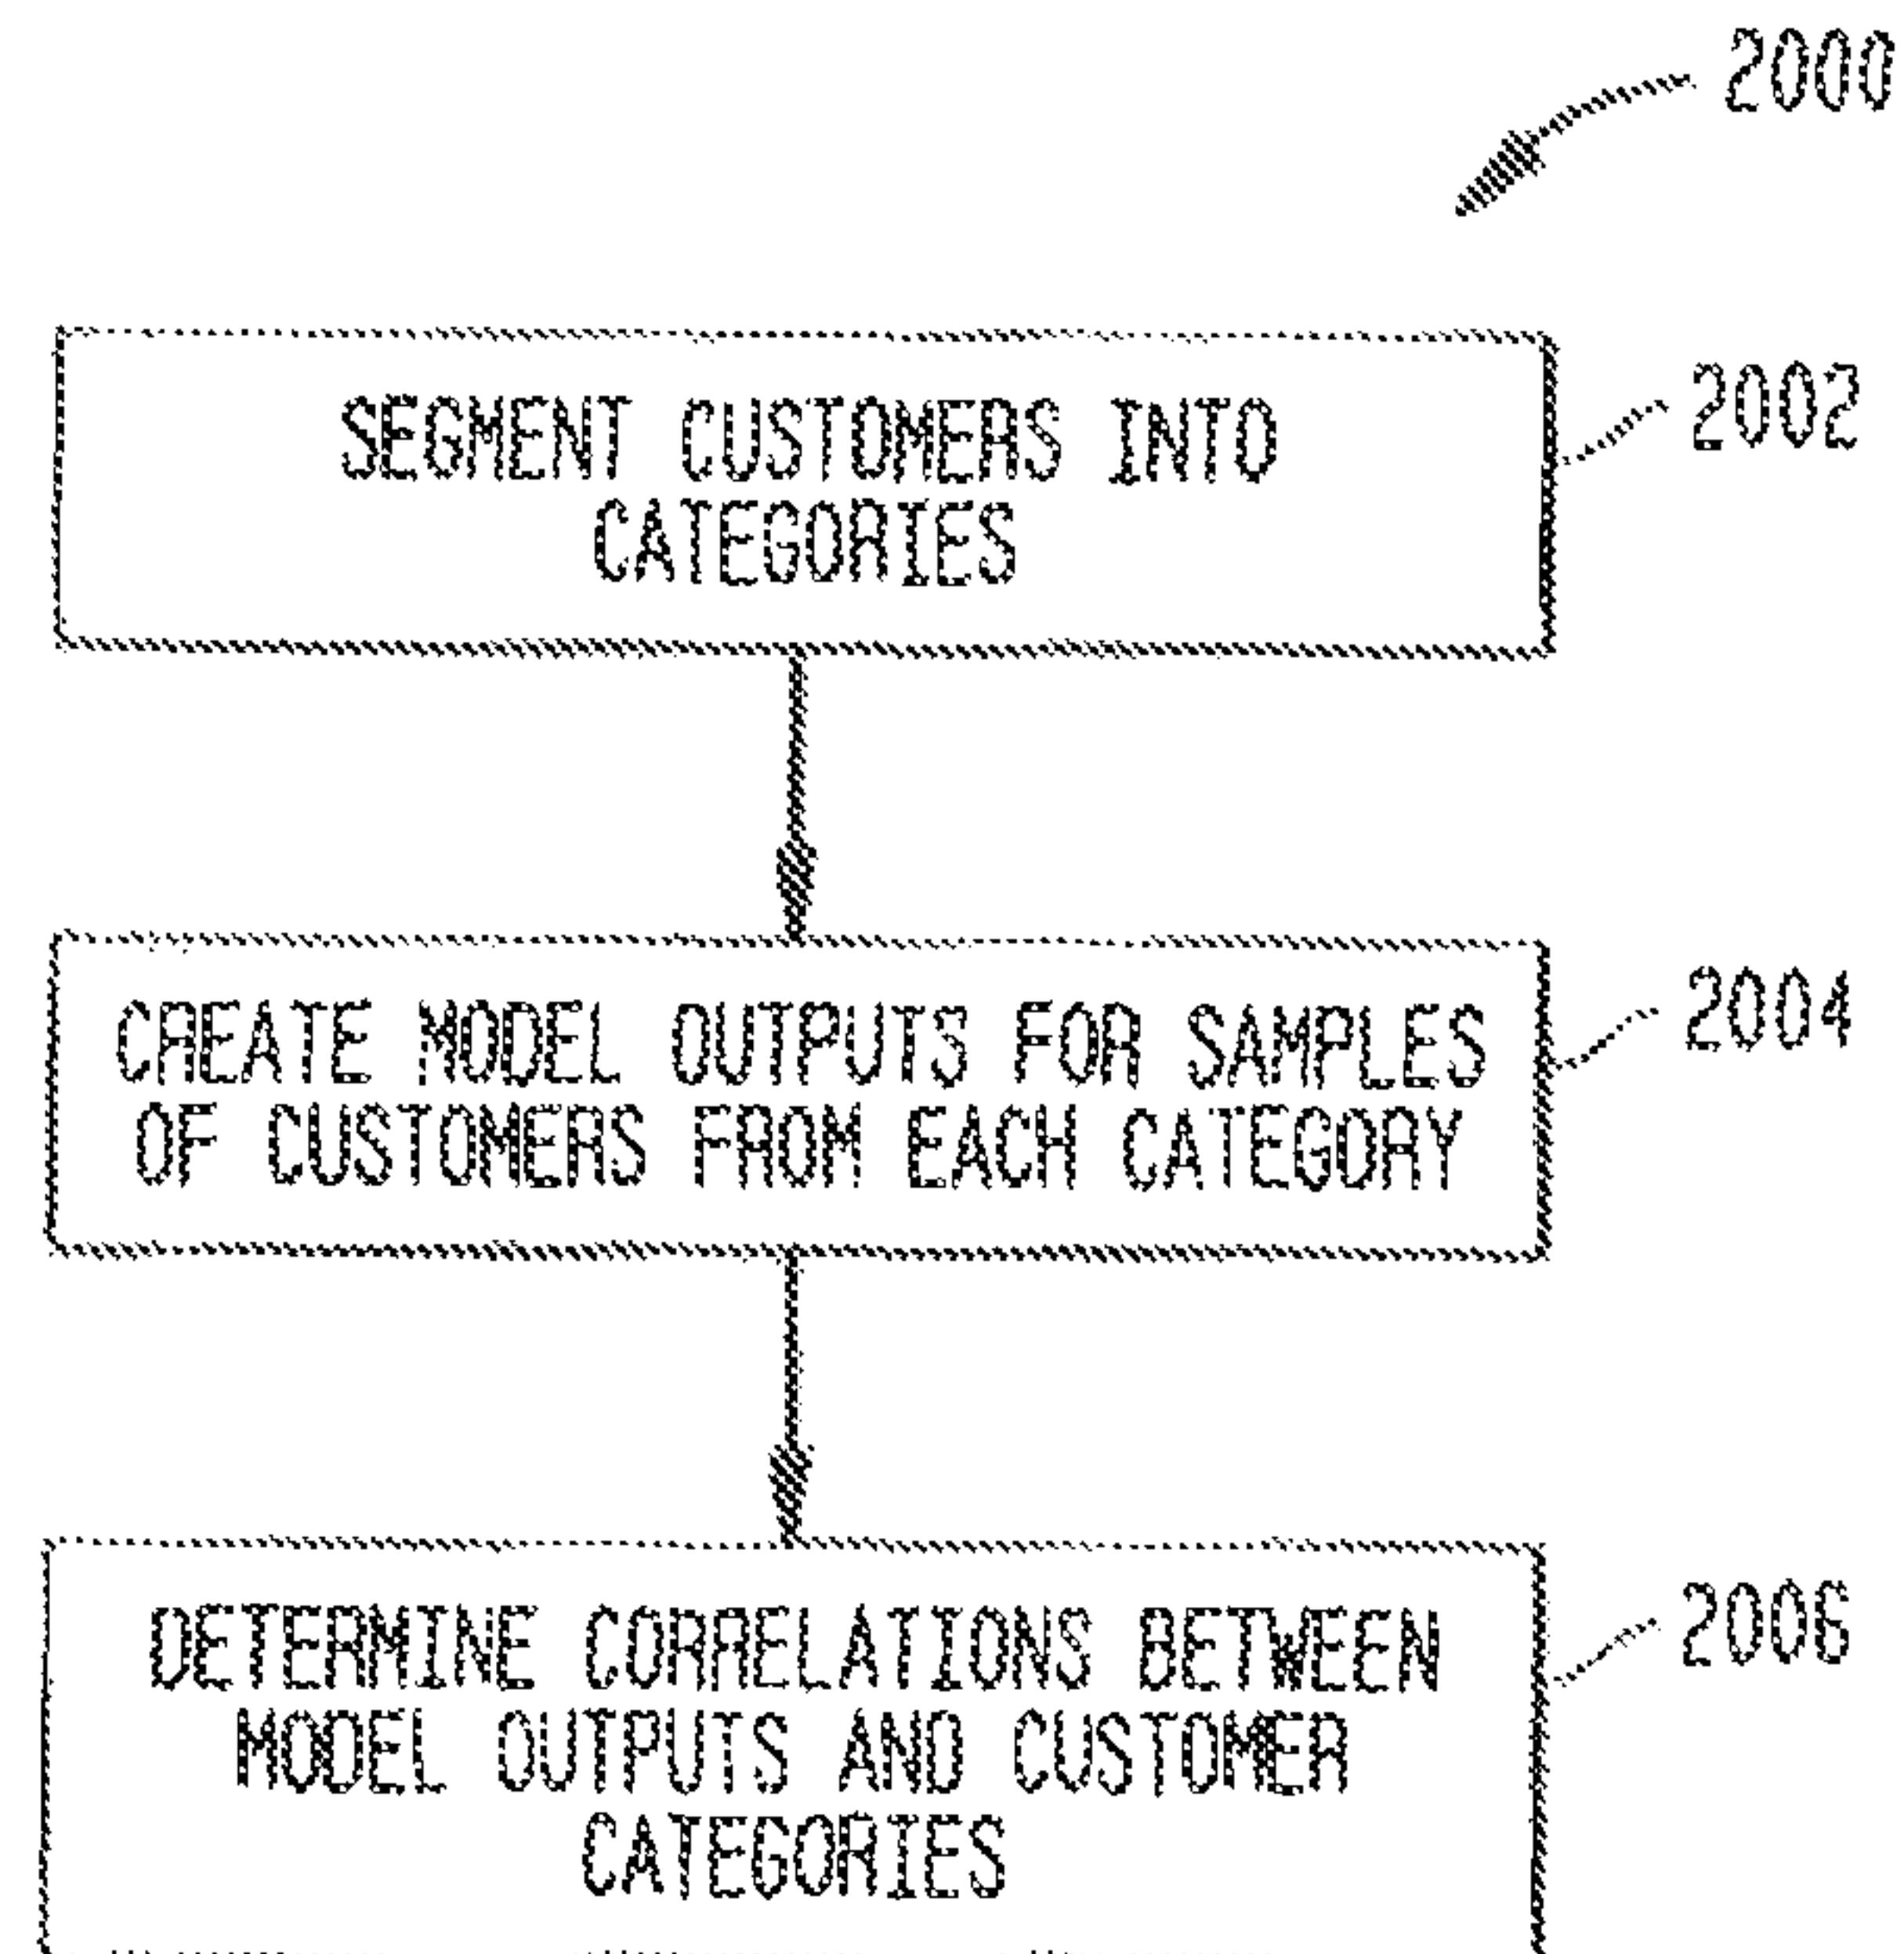 2000
SEGMENT CUSTOMERS INTO
CATEGORIES
2002
CREATE MODEL OUTPUTS FOR SAMPLES
OF CUSTOMERS FROM EACH CATEGORY
2004
DETERMINE CORRELATIONS BETWEEN
MODEL OUTPUTS AND CUSTOMER
CATEGORIES
2006